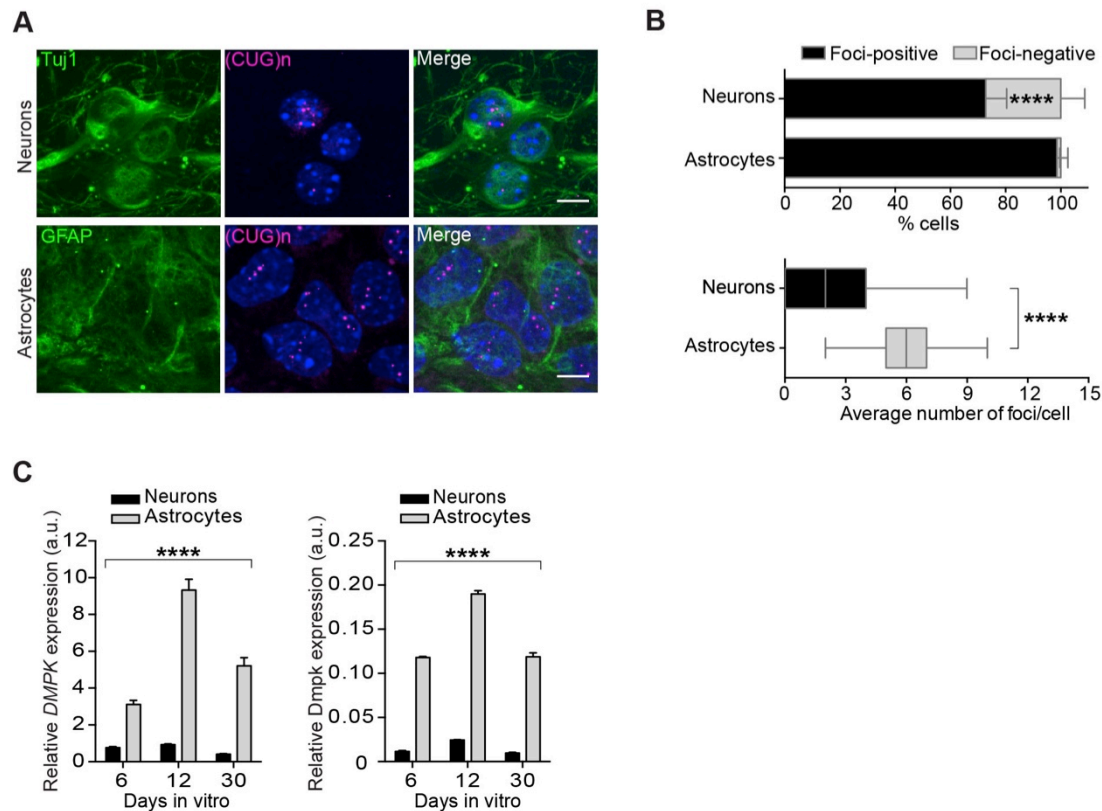 A
Tuj1
(CUG)n
Merge
Neurons
GFAP
(CUG)n
Merge
Astrocytes
B
Foci-positive Foci-negative
Neurons
****
Astrocytes
0 20 40 60 80 100
% cells
Neurons
****
Astrocytes
0 3 6 9 12 15
Average number of foci/cell
C
Neurons
Astrocytes
Relative DMPK expression (a.u.)
12
10
8
6
4
2
0
****
6 12 30
Days in vitro
Neurons
Astrocytes
Relative Dmpk expression (a.u.)
0.25
0.20
0.15
0.10
0.05
0
****
6 12 30
Days in vitro